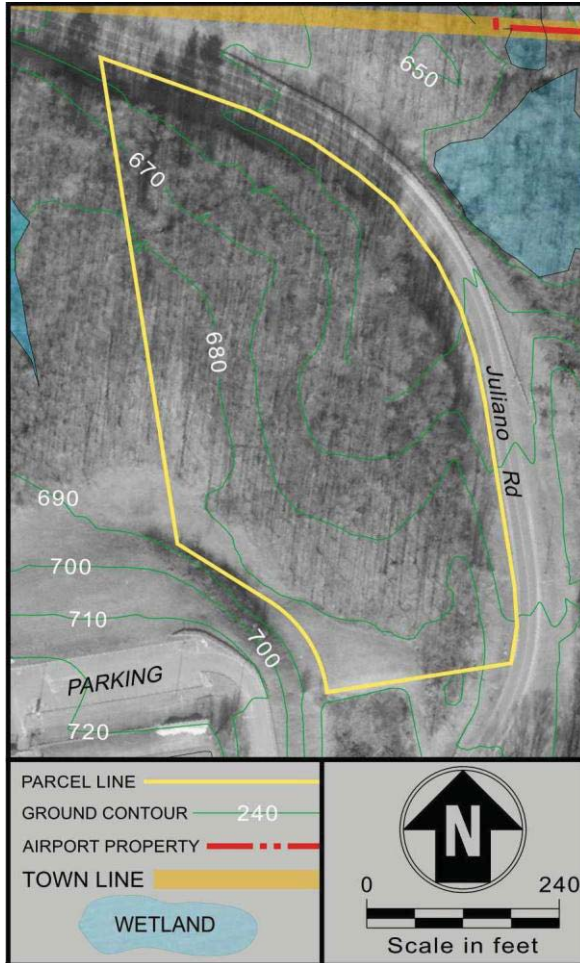 650
670
680
Juliano Rd
690
700
710
700
PARKING
720
PARCEL LINE
GROUND CONTOUR 240
AIRPORT PROPERTY
TOWN LINE
WETLAND
N
0 240
Scale in feet